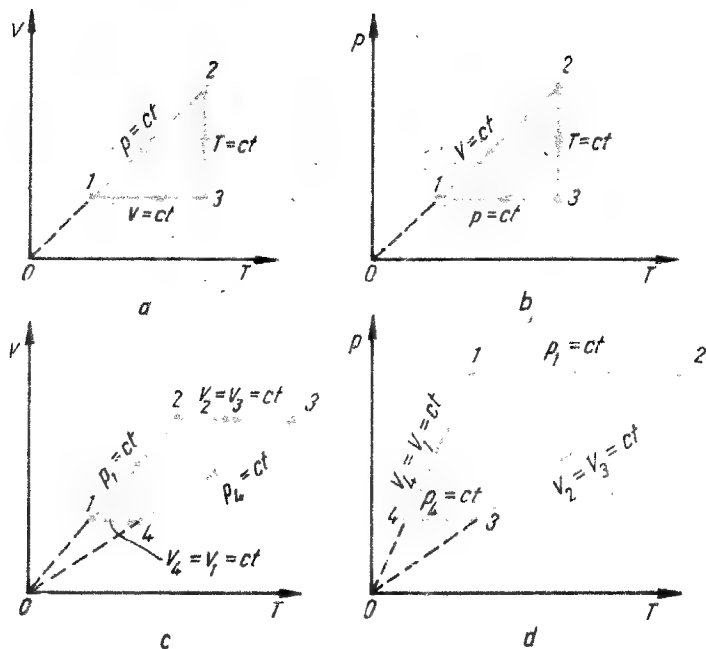 V
2
p = ct
T = ct
1
V = ct
3
0
T
a
p
2
V = ct
T = ct
1
p = ct
3
0
T
b
V
2
V₂ = V₃ = ct
3
p₁ = ct
p₄ = ct
1
4
V₄ = V₁ = ct
0
T
c
p
1
p₁ = ct
2
V₄ = V₁ = ct
V₂ = V₃ = ct
4
p₄ = ct
3
0
T
d